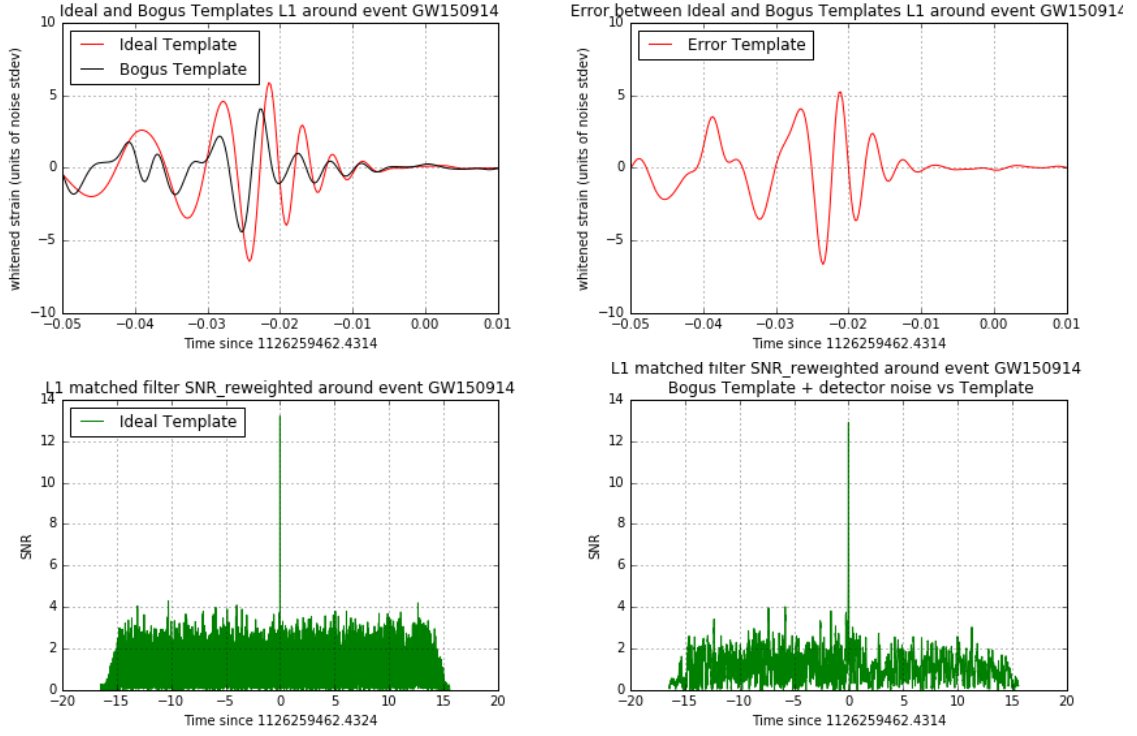 Ideal and Bogus Templates L1 around event GW150914
Ideal Template
Bogus Template
whitened strain (units of noise stdev)
10
5
0
−5
−10
−0.05 −0.04 −0.03 −0.02 −0.01 0.00 0.01
Time since 1126259462.4314
Error between Ideal and Bogus Templates L1 around event GW150914
Error Template
whitened strain (units of noise stdev)
10
5
0
−5
−10
−0.05 −0.04 −0.03 −0.02 −0.01 0.00 0.01
Time since 1126259462.4314
L1 matched filter SNR_reweighted around event GW150914
Ideal Template
SNR
14
12
10
8
6
4
2
0
−20 −15 −10 −5 0 5 10 15 20
Time since 1126259462.4324
L1 matched filter SNR_reweighted around event GW150914
Bogus Template + detector noise vs Template
SNR
14
12
10
8
6
4
2
0
−20 −15 −10 −5 0 5 10 15 20
Time since 1126259462.4314